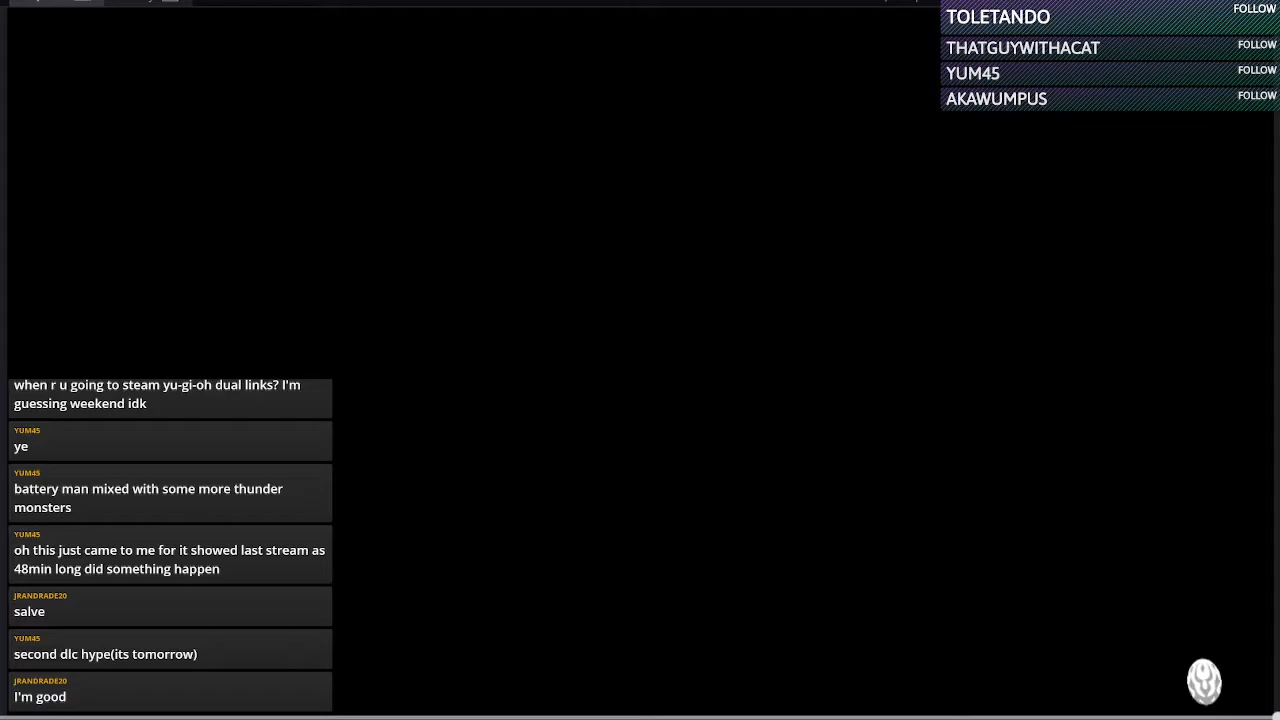 TOLETANDO FOLLOW
THATGUYWITHACAT FOLLOW
YUM45 FOLLOW
AKAWUMPUS FOLLOW
when r u going to steam yu-gi-oh dual links? I'm
guessing weekend idk
YUM45
ye
YUM45
battery man mixed with some more thunder
monsters
YUM45
oh this just came to me for it showed last stream as
48min long did something happen
JRANDRADE20
salve
YUM45
second dlc hype(its tomorrow)
JRANDRADE20
I'm good